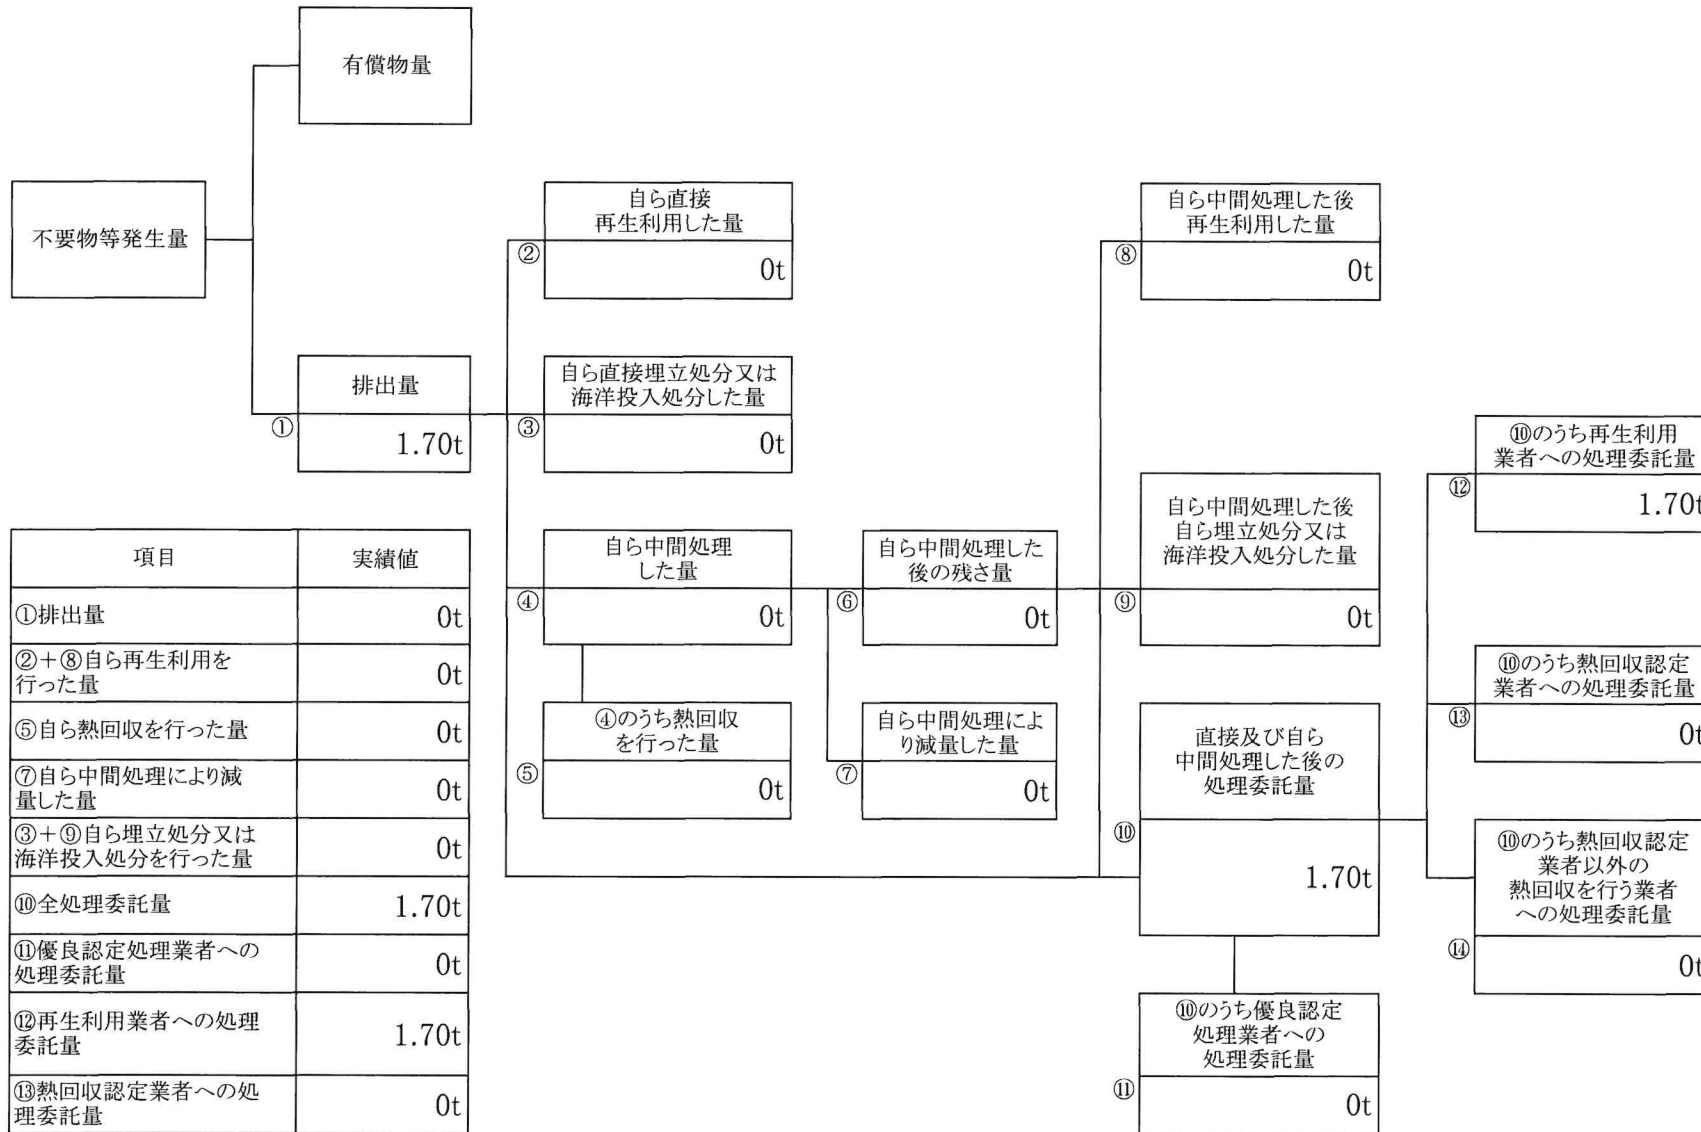 有償物量
不要物等発生量
排出量
①
1.70t
自ら直接
再生利用した量
②
0t
自ら直接埋立処分又は
海洋投入処分した量
③
0t
自ら中間処理
した量
④
0t
④のうち熱回収
を行った量
⑤
0t
自ら中間処理した
後の残さ量
⑥
0t
自ら中間処理によ
り減量した量
⑦
0t
自ら中間処理した後
再生利用した量
⑧
0t
自ら中間処理した後
自ら埋立処分又は
海洋投入処分した量
⑨
0t
直接及び自ら
中間処理した後の
処理委託量
⑩
1.70t
⑩のうち優良認定
処理業者への
処理委託量
⑪
0t
⑩のうち再生利用
業者への処理委託量
⑫
1.70t
⑩のうち熱回収認定
業者への処理委託量
⑬
0t
⑩のうち熱回収認定
業者以外の
熱回収を行う業者
への処理委託量
⑭
0t
項目 実績値
①排出量 0t
②＋⑧自ら再生利用を
行った量 0t
⑤自ら熱回収を行った量 0t
⑦自ら中間処理により減
量した量 0t
③＋⑨自ら埋立処分又は
海洋投入処分を行った量 0t
⑩全処理委託量 1.70t
⑪優良認定処理業者への
処理委託量 0t
⑫再生利用業者への処理
委託量 1.70t
⑬熱回収認定業者への処
理委託量 0t